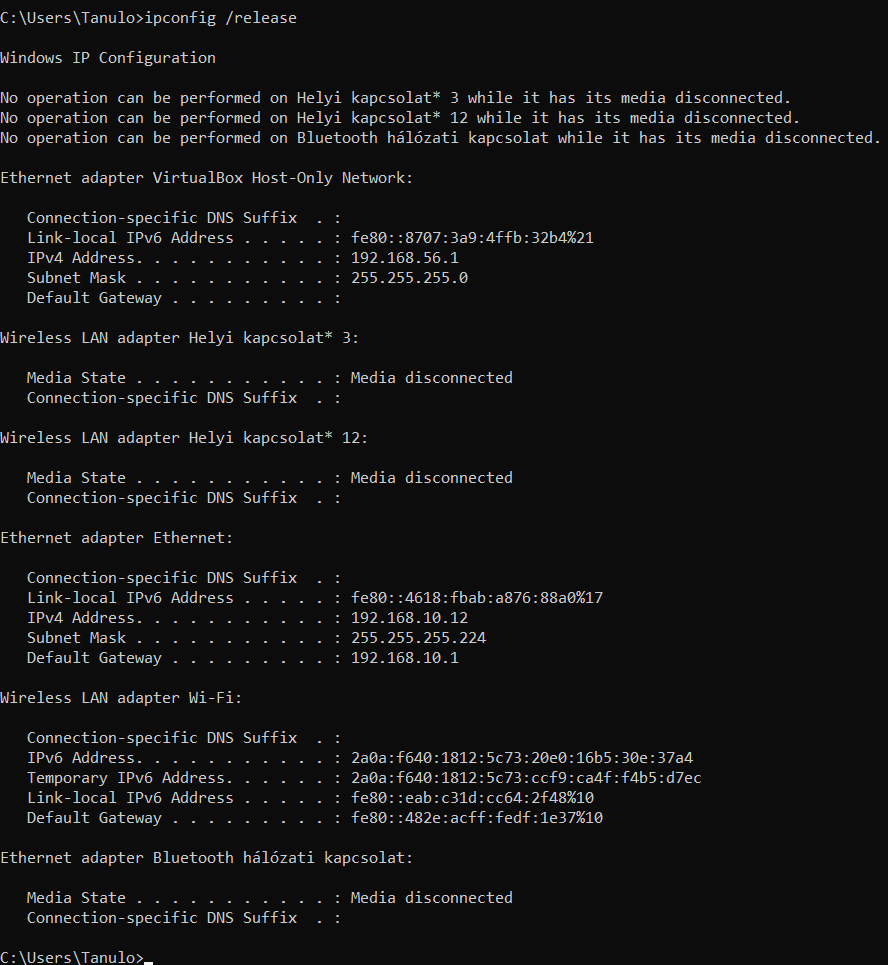 C:\Users\Tanulo>ipconfig /release
Windows IP Configuration
No operation can be performed on Helyi kapcsolat* 3 while it has its media disconnected.
No operation can be performed on Helyi kapcsolat* 12 while it has its media disconnected.
No operation can be performed on Bluetooth hálózati kapcsolat while it has its media disconnected.
Ethernet adapter VirtualBox Host-Only Network:
   Connection-specific DNS Suffix  . :
   Link-local IPv6 Address . . . . . : fe80::8707:3a9:4ffb:32b4%21
   IPv4 Address. . . . . . . . . . . : 192.168.56.1
   Subnet Mask . . . . . . . . . . . : 255.255.255.0
   Default Gateway . . . . . . . . . :
Wireless LAN adapter Helyi kapcsolat* 3:
   Media State . . . . . . . . . . . : Media disconnected
   Connection-specific DNS Suffix  . :
Wireless LAN adapter Helyi kapcsolat* 12:
   Media State . . . . . . . . . . . : Media disconnected
   Connection-specific DNS Suffix  . :
Ethernet adapter Ethernet:
   Connection-specific DNS Suffix  . :
   Link-local IPv6 Address . . . . . : fe80::4618:fbab:a876:88a0%17
   IPv4 Address. . . . . . . . . . . : 192.168.10.12
   Subnet Mask . . . . . . . . . . . : 255.255.255.224
   Default Gateway . . . . . . . . . : 192.168.10.1
Wireless LAN adapter Wi-Fi:
   Connection-specific DNS Suffix  . :
   IPv6 Address. . . . . . . . . . . : 2a0a:f640:1812:5c73:20e0:16b5:30e:37a4
   Temporary IPv6 Address. . . . . . : 2a0a:f640:1812:5c73:ccf9:ca4f:f4b5:d7ec
   Link-local IPv6 Address . . . . . : fe80::eab:c31d:cc64:2f48%10
   Default Gateway . . . . . . . . . : fe80::482e:acff:fedf:1e37%10
Ethernet adapter Bluetooth hálózati kapcsolat:
   Media State . . . . . . . . . . . : Media disconnected
   Connection-specific DNS Suffix  . :
C:\Users\Tanulo>